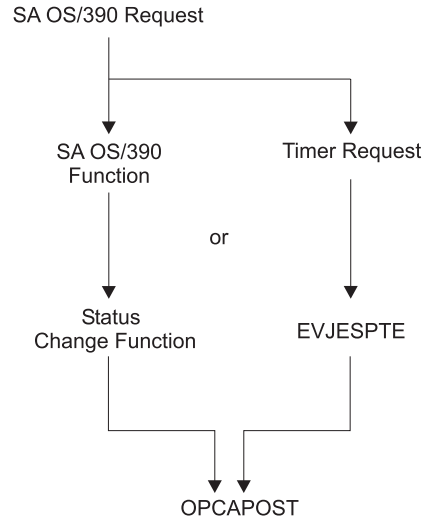 SA OS/390 Request
SA OS/390
Function
Timer Request
or
Status
Change Function
EVJESPTE
OPCAPOST